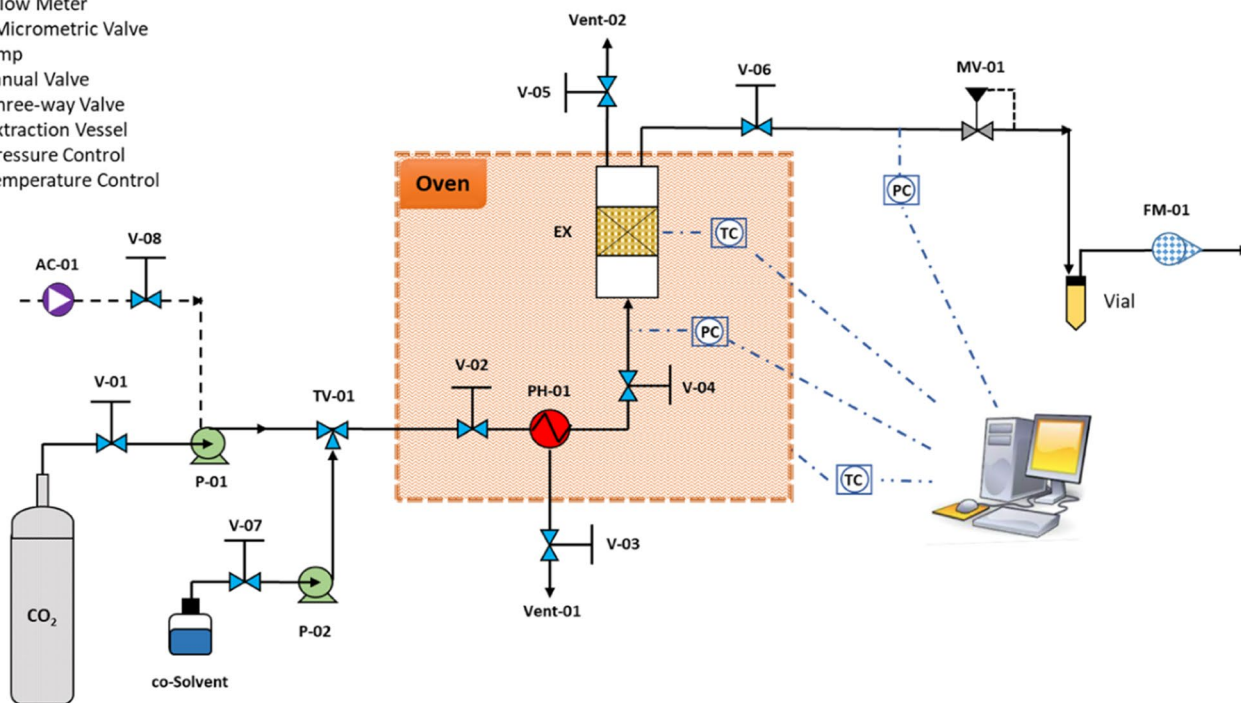 low Meter
Micrometric Valve
mp
anual Valve
hree-way Valve
xtraction Vessel
ressure Control
emperature Control
Vent-02
V-05
V-06
MV-01
Oven
PC
FM-01
EX
TC
V-08
AC-01
Vial
PC
V-02
PH-01
V-04
V-01
TV-01
P-01
TC
V-07
V-03
Vent-01
CO₂
P-02
co-Solvent